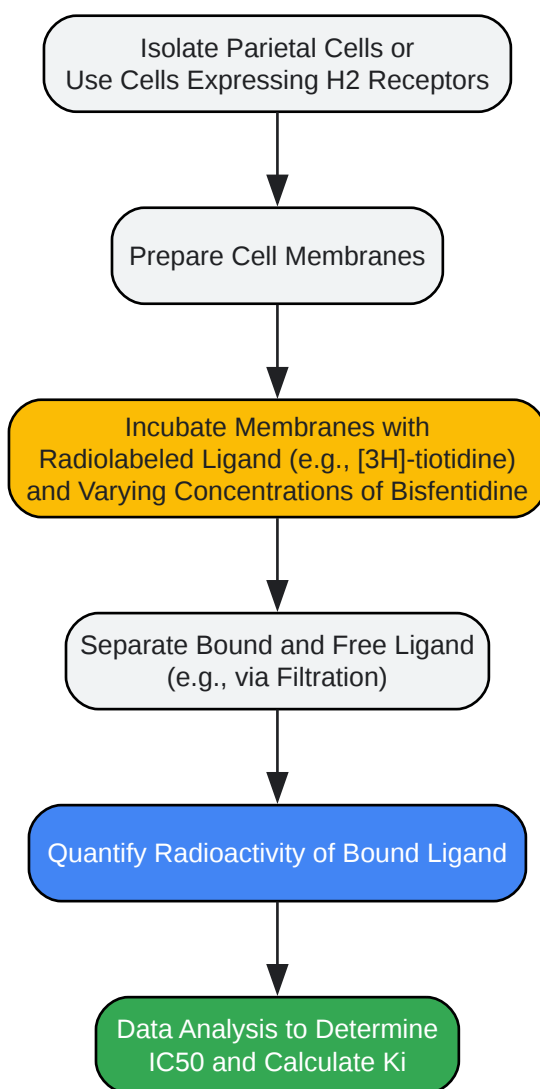 Isolate Parietal Cells or
Use Cells Expressing H2 Receptors
Prepare Cell Membranes
Incubate Membranes with
Radiolabeled Ligand (e.g., [3H]-tiotidine)
and Varying Concentrations of Bisfentidine
Separate Bound and Free Ligand
(e.g., via Filtration)
Quantify Radioactivity of Bound Ligand
Data Analysis to Determine
IC50 and Calculate Ki